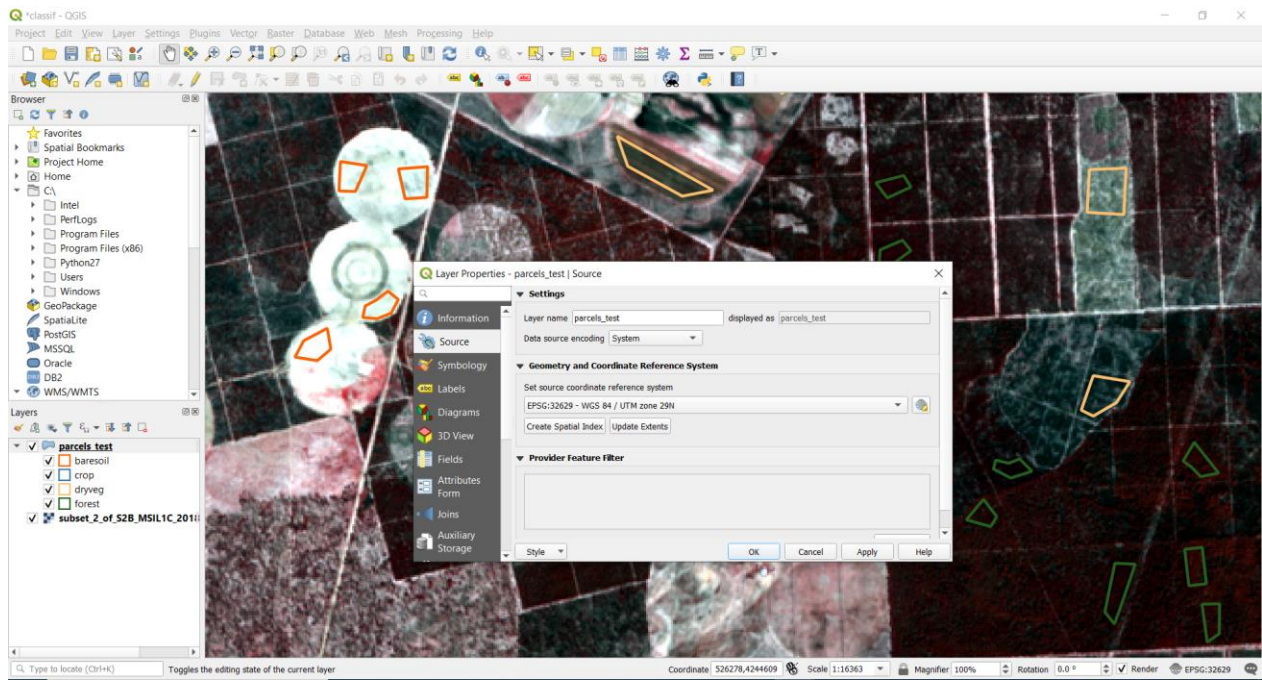 *classif - QGIS
Project Edit View Layer Settings Plugins Vector Raster Database Web Mesh Processing Help
Browser
Favorites
Spatial Bookmarks
Project Home
Home
C:\
Intel
PerfLogs
Program Files
Program Files (x86)
Python27
Users
Windows
GeoPackage
SpatiaLite
PostGIS
MSSQL
Oracle
DB2
WMS/WMTS
Layers
parcels_test
baresoil
crop
dryveg
forest
subset_2_of_S2B_MSIL1C_2018
Layer Properties - parcels_test | Source
Information
Source
Symbology
Labels
Diagrams
3D View
Fields
Attributes
Form
Joins
Auxiliary
Storage
Settings
Layer name parcels_test displayed as parcels_test
Data source encoding System
Geometry and Coordinate Reference System
Set source coordinate reference system
EPSG:32629 - WGS 84 / UTM zone 29N
Create Spatial Index Update Extents
Provider Feature Filter
Style OK Cancel Apply Help
Type to locate (Ctrl+K) Toggles the editing state of the current layer Coordinate 526278,4244609 Scale 1:16363 Magnifier 100% Rotation 0.0 ° Render EPSG:32629